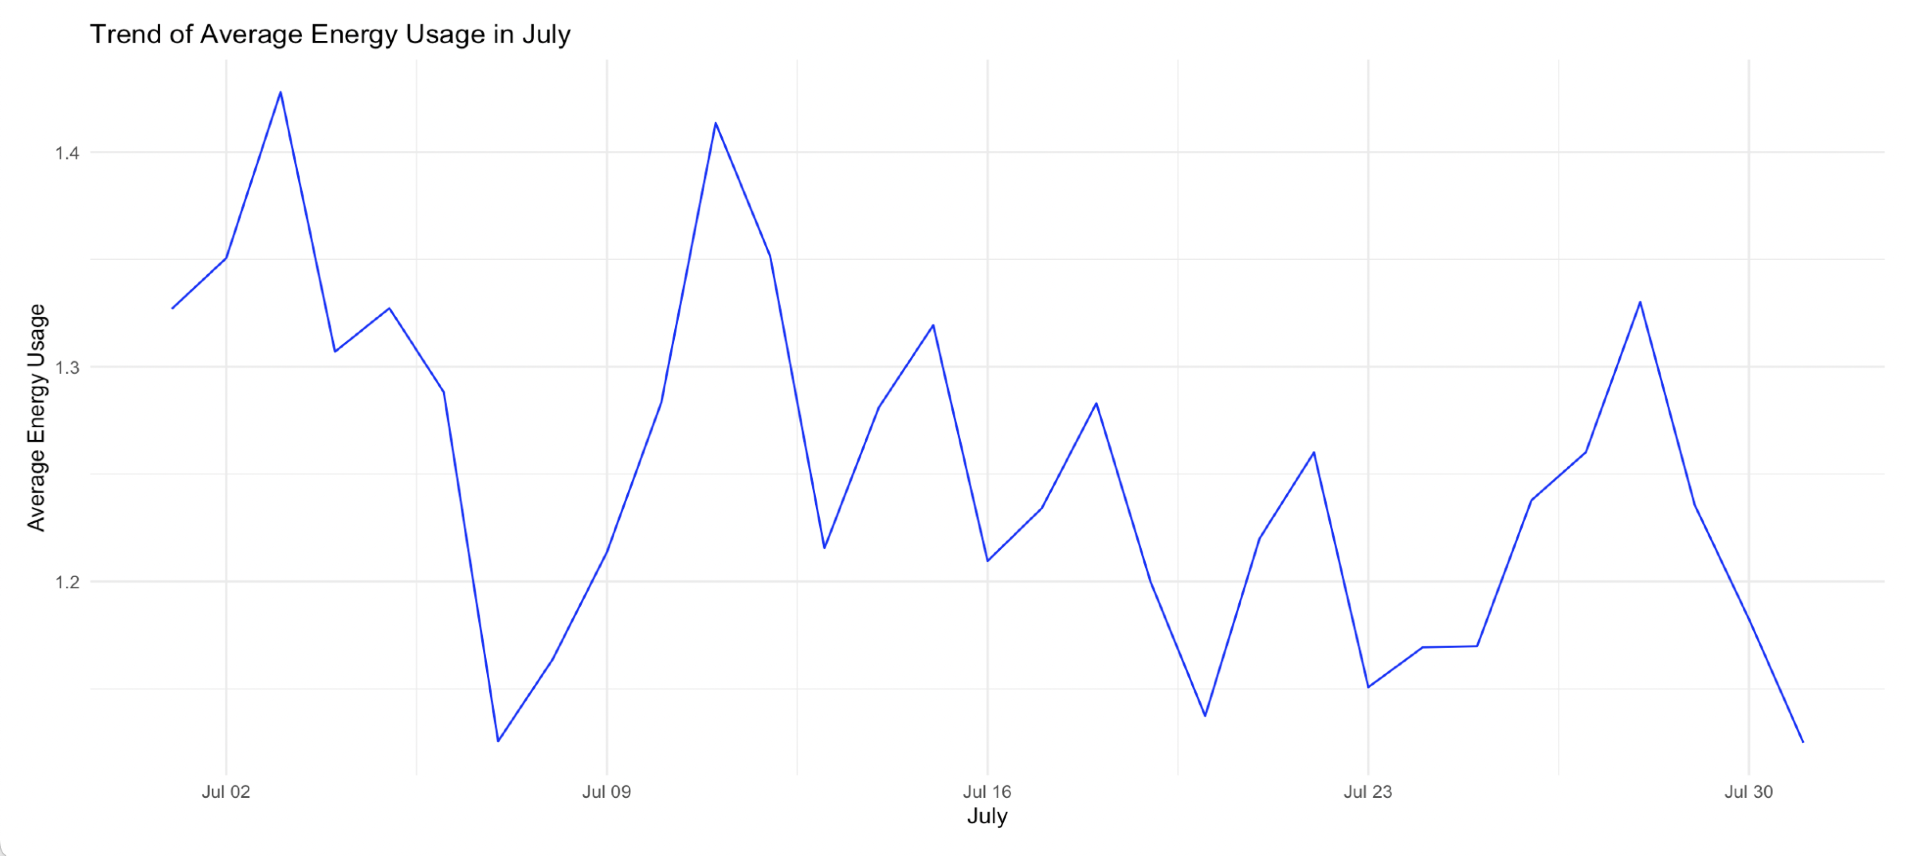 Trend of Average Energy Usage in July
Average Energy Usage
1.4
1.3
1.2
Jul 02
Jul 09
Jul 16
Jul 23
Jul 30
July